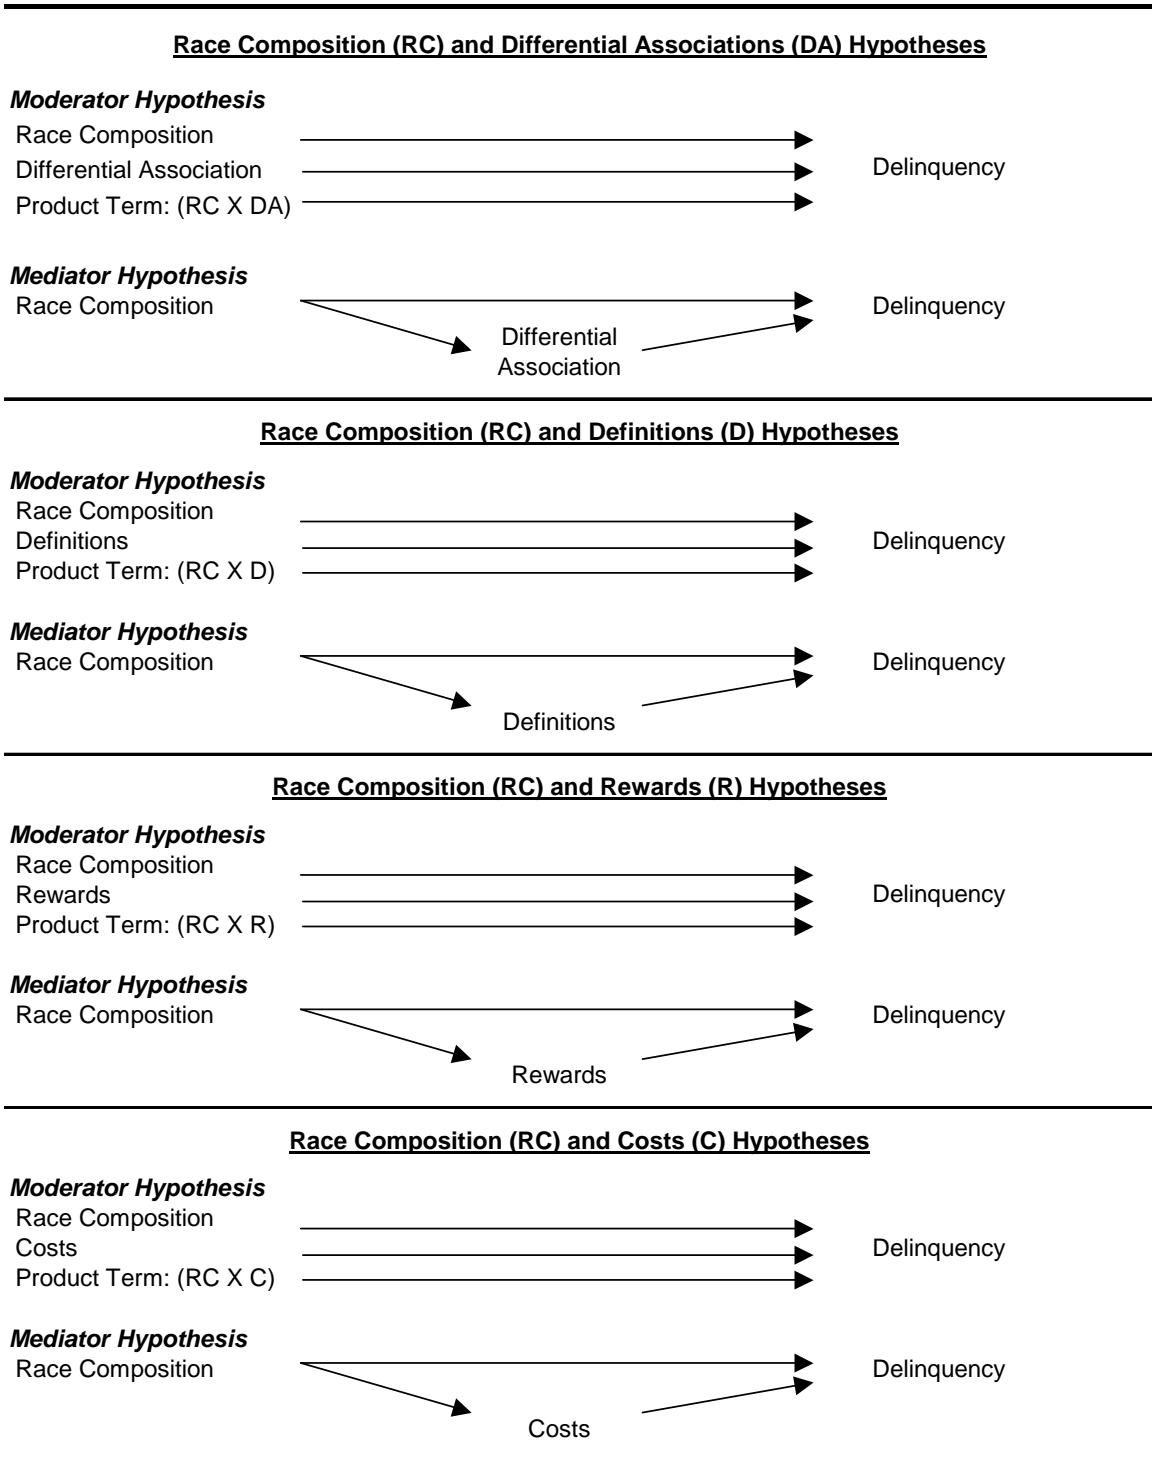 Race Composition (RC) and Differential Associations (DA) Hypotheses
Moderator Hypothesis
Race Composition
Differential Association
Delinquency
Product Term: (RC X DA)
Mediator Hypothesis
Race Composition
Delinquency
Differential
Association
Race Composition (RC) and Definitions (D) Hypotheses
Moderator Hypothesis
Race Composition
Definitions
Delinquency
Product Term: (RC X D)
Mediator Hypothesis
Race Composition
Delinquency
Definitions
Race Composition (RC) and Rewards (R) Hypotheses
Moderator Hypothesis
Race Composition
Rewards
Delinquency
Product Term: (RC X R)
Mediator Hypothesis
Race Composition
Delinquency
Rewards
Race Composition (RC) and Costs (C) Hypotheses
Moderator Hypothesis
Race Composition
Costs
Delinquency
Product Term: (RC X C)
Mediator Hypothesis
Race Composition
Delinquency
Costs